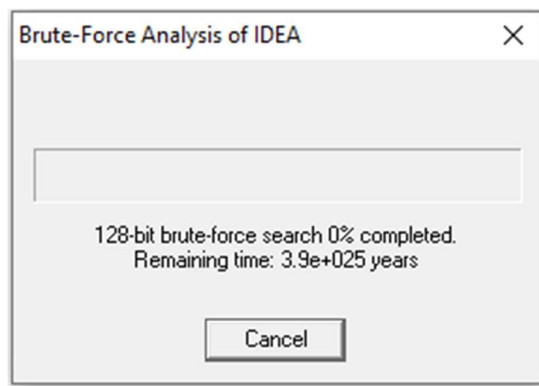 Brute-Force Analysis of IDEA
128-bit brute-force search 0% completed.
Remaining time: 3.9e+025 years
Cancel